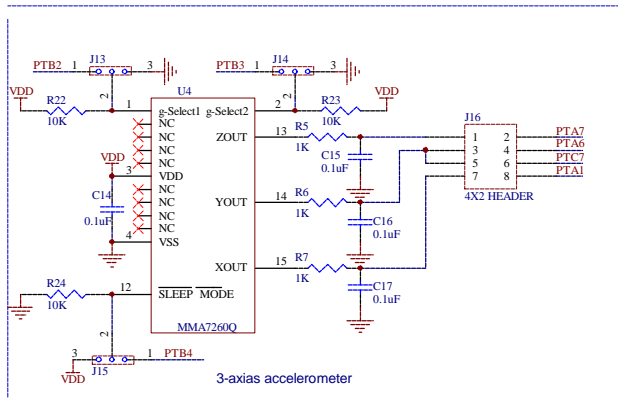 J13
PTB2 1 3
2
J14
PTB3 1 3
2
VDD
R22
10K
U4
1 g-Select1 g-Select2 2
R23
10K
VDD
NC
NC
NC
NC
VDD
3 VDD
C14
0.1uF
NC
NC
NC
NC
4 VSS
ZOUT 13
R5
1K
C15
0.1uF
YOUT 14
R6
1K
C16
0.1uF
XOUT 15
R7
1K
C17
0.1uF
J16
1 2 PTA7
3 4 PTA6
5 6 PTC7
7 8 PTA1
4X2 HEADER
R24
10K
12 SLEEP MODE
MMA7260Q
2
3 1 PTB4
VDD J15
3-axias accelerometer